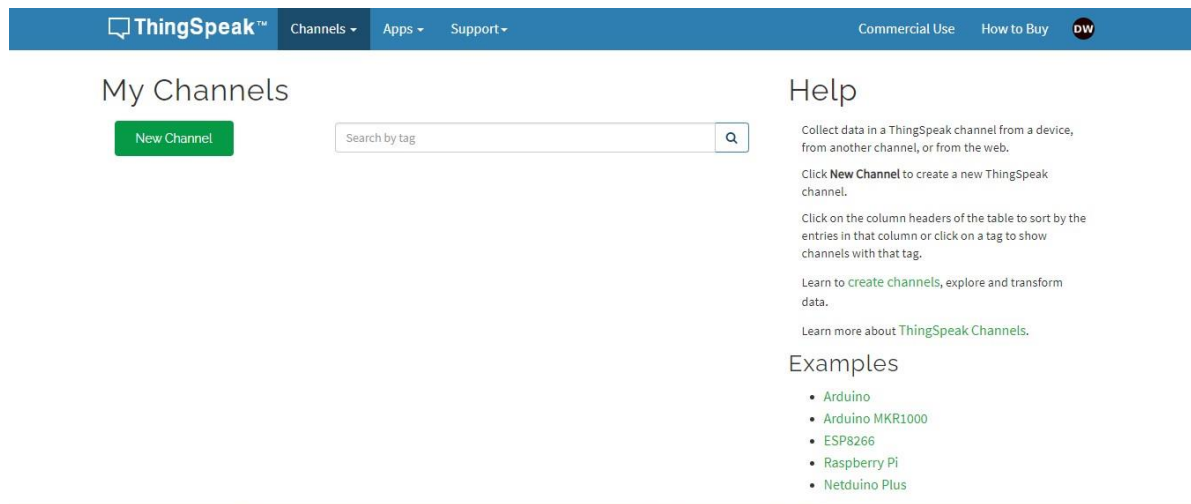 ThingSpeak™ Channels Apps Support Commercial Use How to Buy DW
My Channels
New Channel
Search by tag
Help
Collect data in a ThingSpeak channel from a device,
from another channel, or from the web.
Click New Channel to create a new ThingSpeak
channel.
Click on the column headers of the table to sort by the
entries in that column or click on a tag to show
channels with that tag.
Learn to create channels, explore and transform
data.
Learn more about ThingSpeak Channels.
Examples
• Arduino
• Arduino MKR1000
• ESP8266
• Raspberry Pi
• Netduino Plus